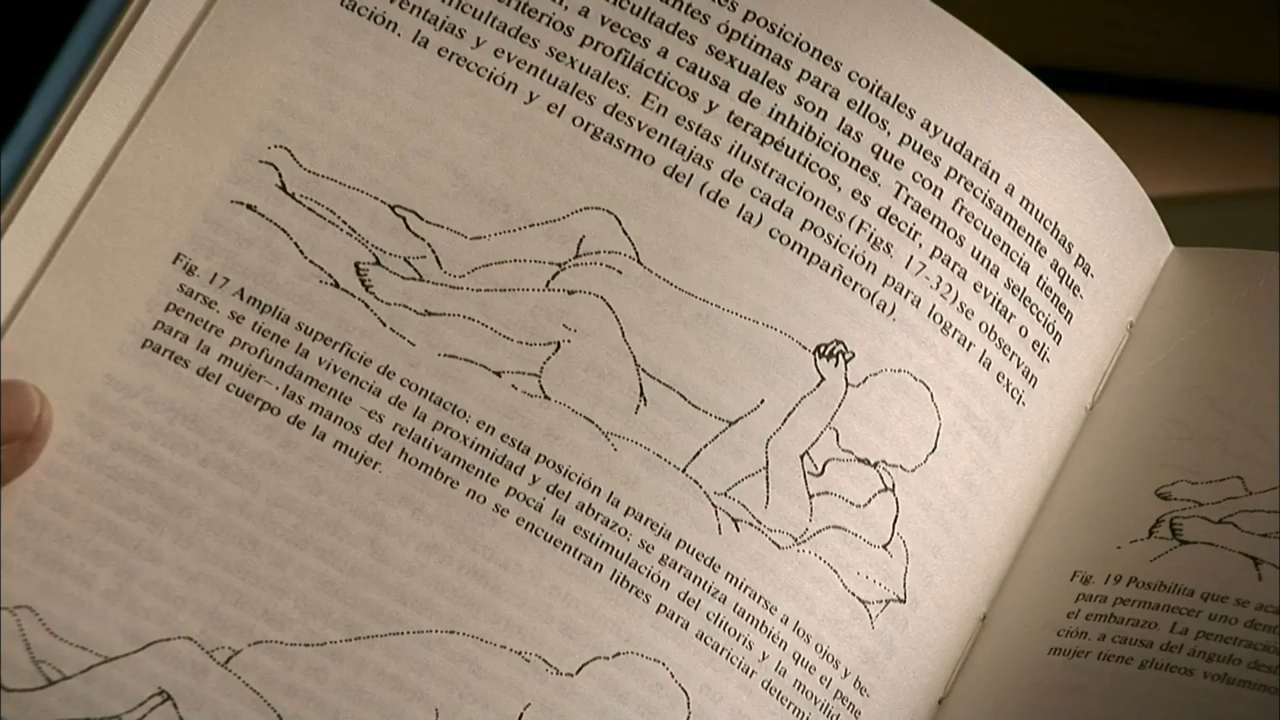 es posiciones coitales ayudarán a muchas pa-
antes óptimas para ellos, pues precisamente aque-
icultades sexuales son las que con frecuencia tienen
n, a veces a causa de inhibiciones. Traemos una selección
criterios profilácticos y terapéuticos, es decir, para evitar o eli-
ificultades sexuales. En estas ilustraciones (Figs. 17-32) se observan
ventajas y eventuales desventajas de cada posición para lograr la exci-
tación, la erección y el orgasmo del (de la) compañero(a).
Fig. 17 Amplia superficie de contacto: en esta posición la pareja puede mirarse a los ojos y be-
sarse, se tiene la vivencia de la proximidad y del abrazo; se garantiza también que el pene
penetre profundamente –es relativamente poca la estimulación del clítoris y la movilid
para la mujer–, las manos del hombre no se encuentran libres para acariciar determi
partes del cuerpo de la mujer.
Fig. 19 Posibilita que se aca
para permanecer uno dent
el embarazo. La penetració
ción, a causa del ángulo des
mujer tiene glúteos volumino